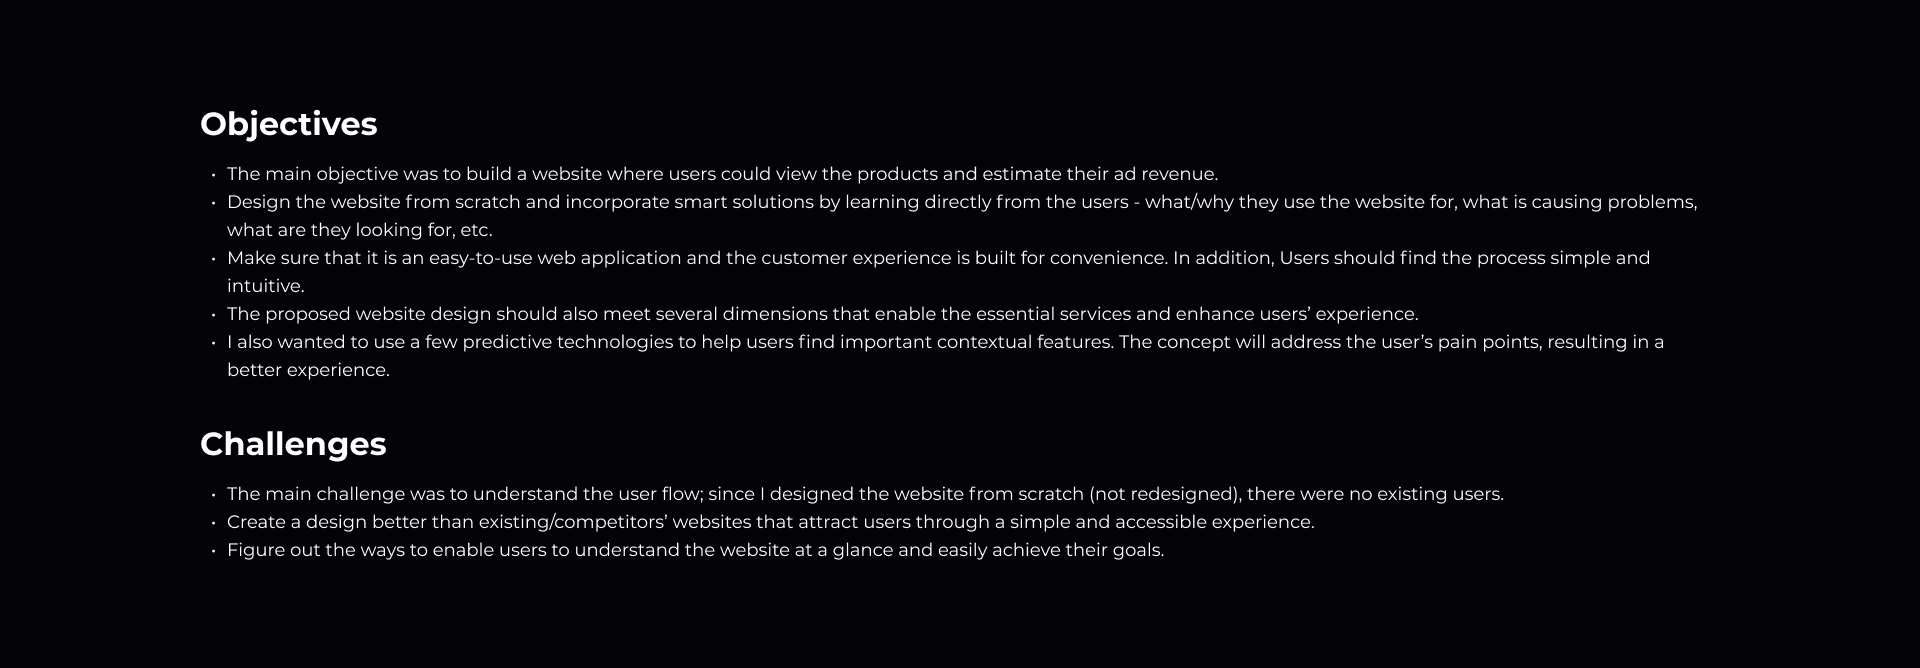 Objectives
• The main objective was to build a website where users could view the products and estimate their ad revenue.
• Design the website from scratch and incorporate smart solutions by learning directly from the users - what/why they use the website for, what is causing problems,
what are they looking for, etc.
• Make sure that it is an easy-to-use web application and the customer experience is built for convenience. In addition, Users should find the process simple and
intuitive.
• The proposed website design should also meet several dimensions that enable the essential services and enhance users’ experience.
• I also wanted to use a few predictive technologies to help users find important contextual features. The concept will address the user’s pain points, resulting in a
better experience.
Challenges
• The main challenge was to understand the user flow; since I designed the website from scratch (not redesigned), there were no existing users.
• Create a design better than existing/competitors’ websites that attract users through a simple and accessible experience.
• Figure out the ways to enable users to understand the website at a glance and easily achieve their goals.